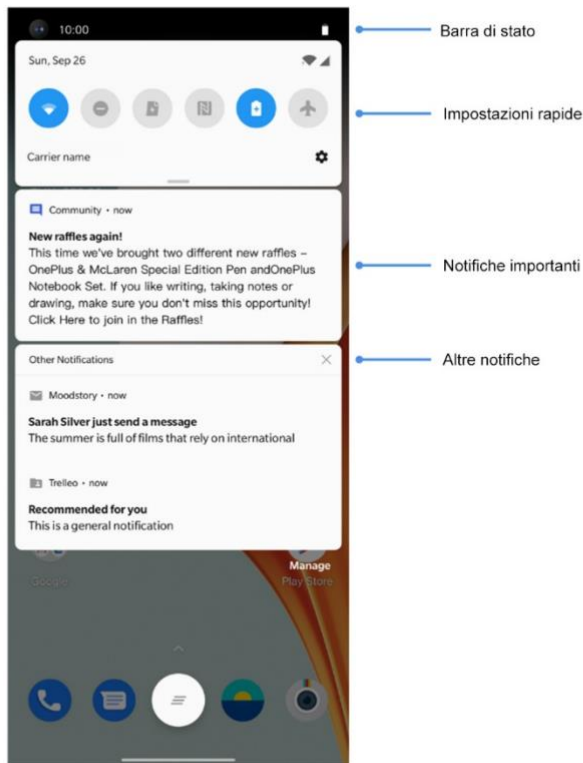 10:00
Barra di stato
Sun, Sep 26
Impostazioni rapide
Carrier name
Community • now
New raffles again!
This time we've brought two different new raffles –
OnePlus & McLaren Special Edition Pen andOnePlus
Notebook Set. If you like writing, taking notes or
drawing, make sure you don't miss this opportunity!
Click Here to join in the Raffles!
Notifiche importanti
Other Notifications
Altre notifiche
Moodstory • now
Sarah Silver just send a message
The summer is full of films that rely on international
Trelleo • now
Recommended for you
This is a general notification
Manage
Google
Play Store